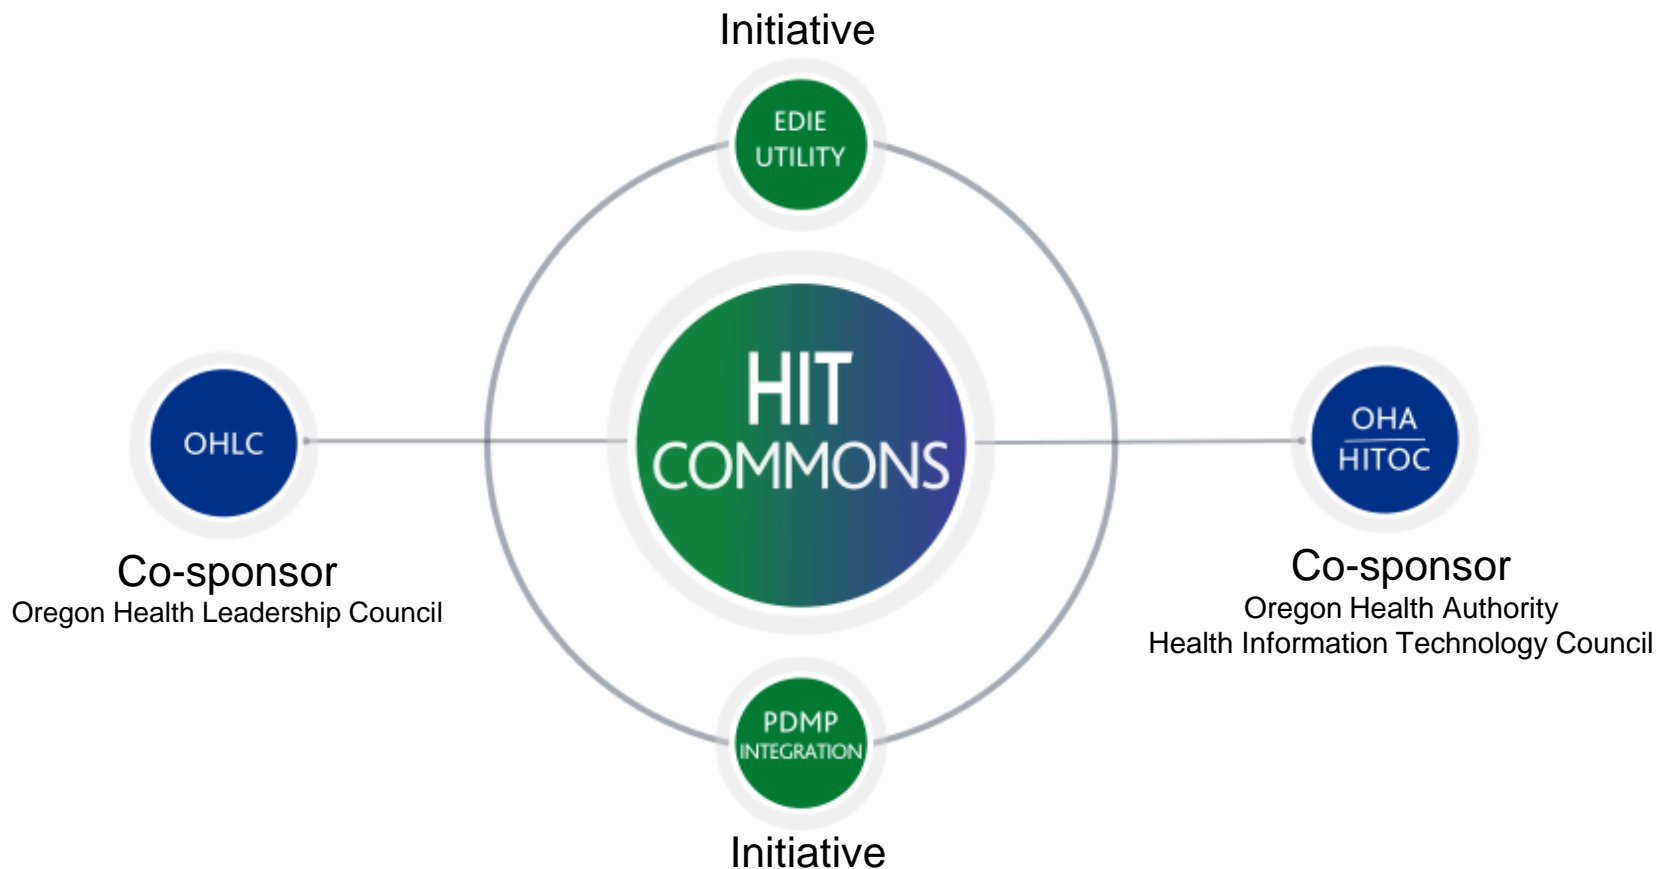 Initiative
EDIE
UTILITY
HIT
COMMONS
OHLC
Co-sponsor
Oregon Health Leadership Council
OHA
HITOC
Co-sponsor
Oregon Health Authority
Health Information Technology Council
PDMP
INTEGRATION
Initiative